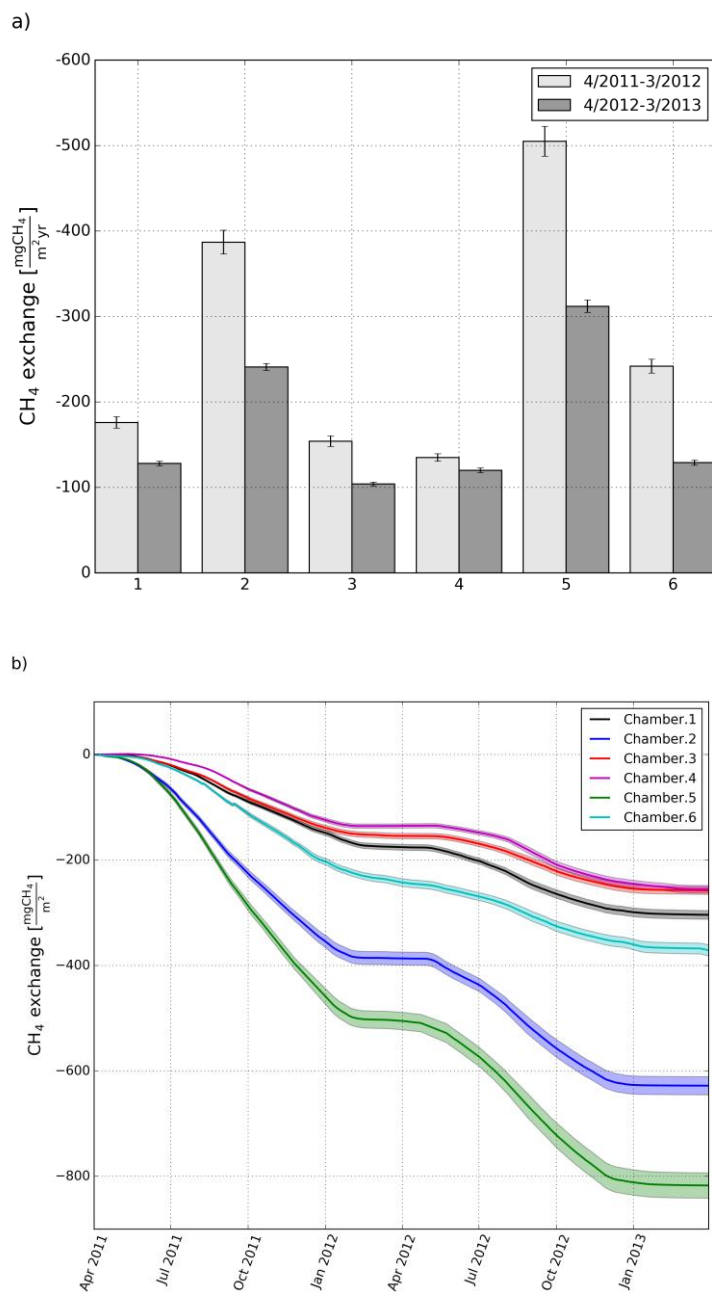 a)
-600
-500
-400
-300
-200
-100
0
CH₄ exchange [mgCH₄/m² yr]
4/2011-3/2012
4/2012-3/2013
1 2 3 4 5 6
b)
0
−200
−400
−600
−800
CH₄ exchange [mgCH₄/m²]
Chamber.1
Chamber.2
Chamber.3
Chamber.4
Chamber.5
Chamber.6
Apr 2011
Jul 2011
Oct 2011
Jan 2012
Apr 2012
Jul 2012
Oct 2012
Jan 2013